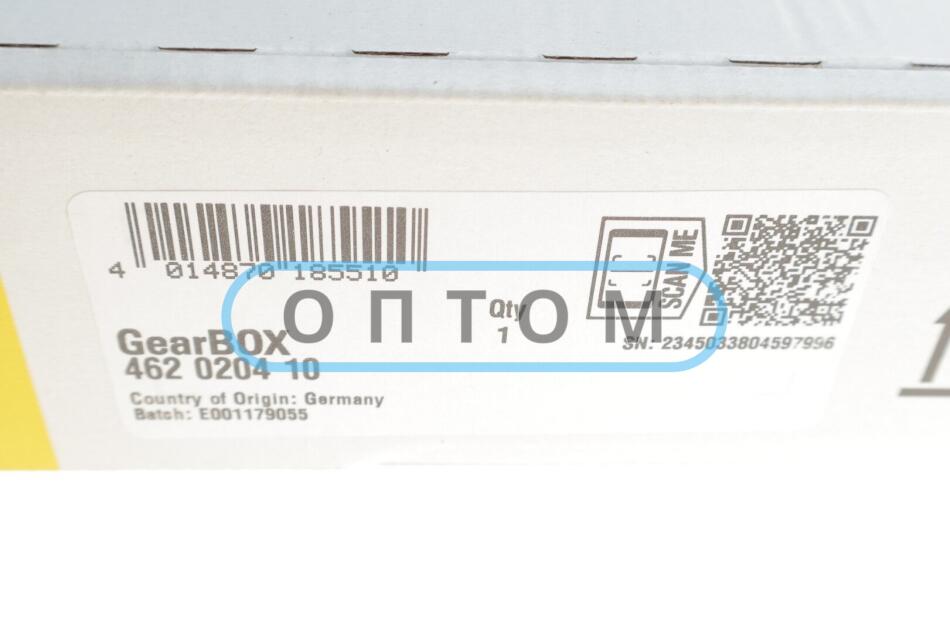 4 014870 185510
SCAN ME
ОПТОМ
Qty
1
GearBOX
462 0204 10
SN: 2345033804597996
Country of Origin: Germany
Batch: E001179055